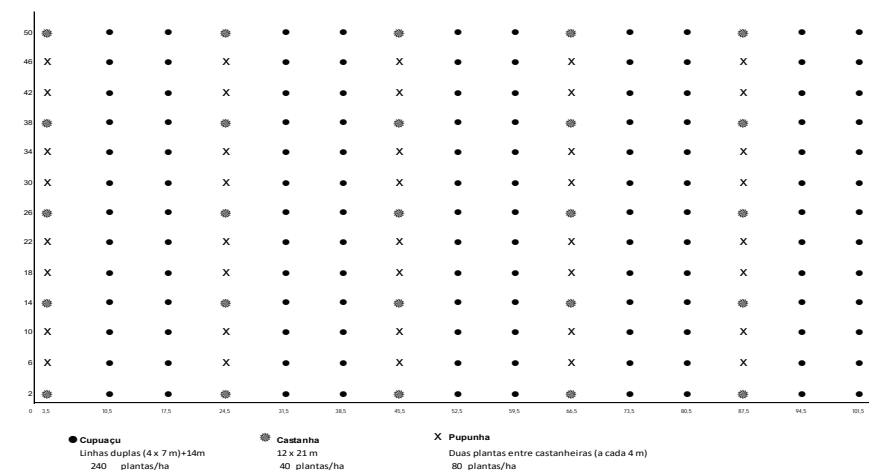 50
46
X X X X X
42
X X X X X
38
34
X X X X X
30
X X X X X
26
22
X X X X X
18
X X X X X
14
10
X X X X X
6
X X X X X
2
0 3,5 10,5 17,5 24,5 31,5 38,5 45,5 52,5 59,5 66,5 73,5 80,5 87,5 94,5 101,5
Cupuaçu Castanha X Pupunha
Linhas duplas (4 x 7 m)+14m 12 x 21 m Duas plantas entre castanheiras (a cada 4 m)
240 plantas/ha 40 plantas/ha 80 plantas/ha